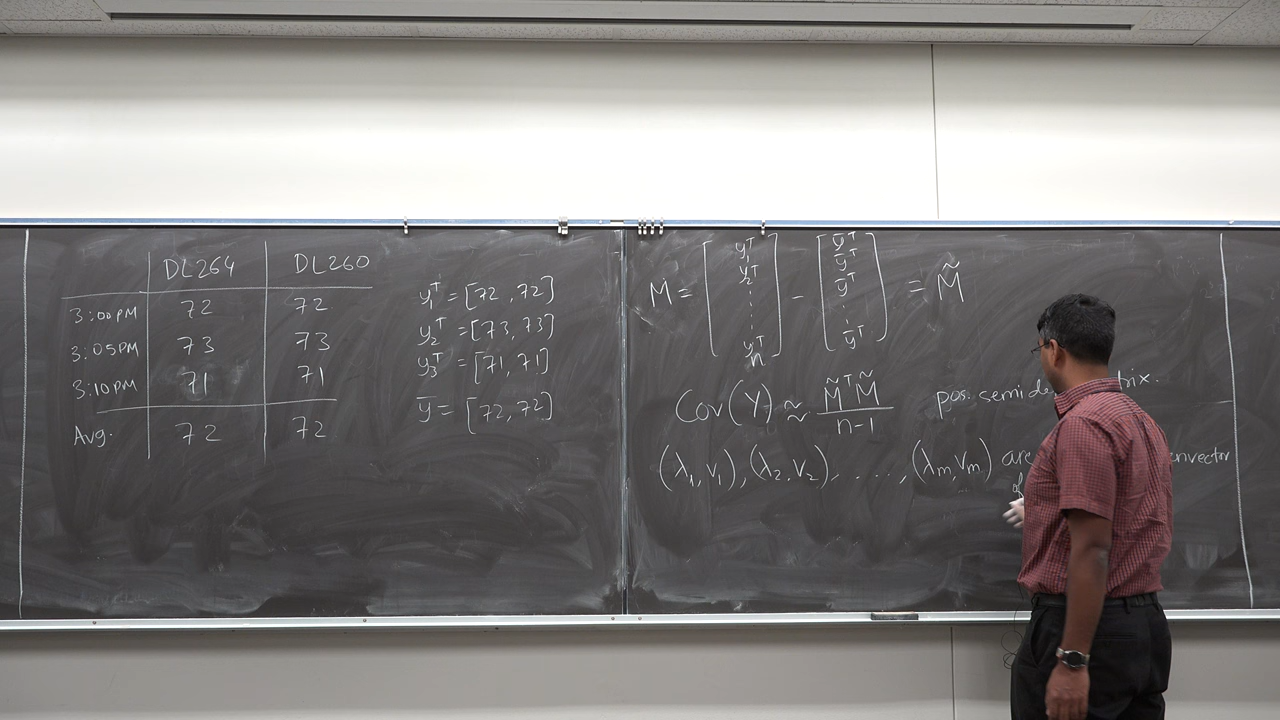 DL264 DL260
3:00PM 72 72
3:05PM 73 73
3:10PM 71 71
Avg. 72 72
y₁ᵀ = [72, 72]
y₂ᵀ = [73, 73]
y₃ᵀ = [71, 71]
ȳ = [72, 72]
M = [y₁ᵀ y₂ᵀ ⋮ yₙᵀ] - [ȳᵀ ȳᵀ ȳᵀ ⋮ ȳᵀ] = M̃
Cov(Y) ≈ M̃ᵀM̃ / n-1 pos. semi
(λ₁,v₁), (λ₂,v₂), . . . ., (λₘ,vₘ) are